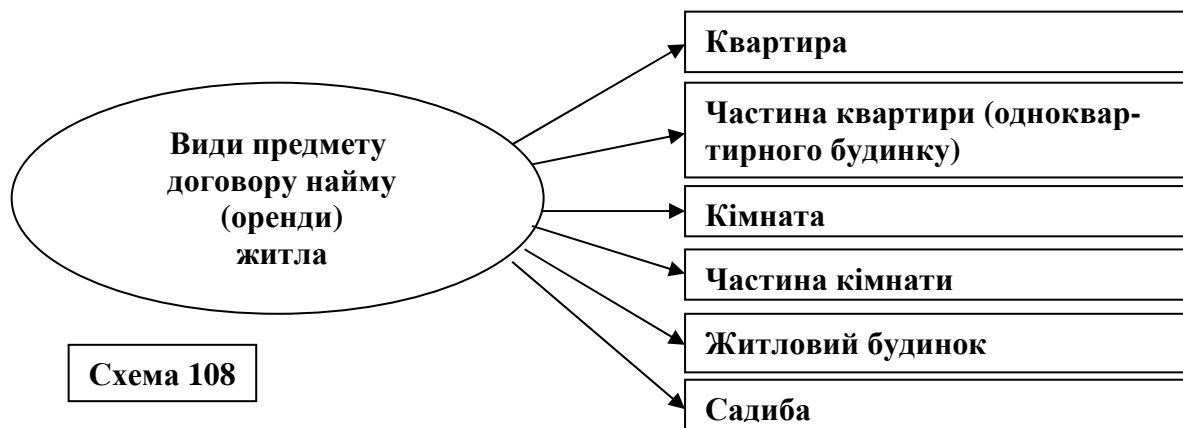 Види предмету
договору найму
(оренди)
житла
Квартира
Частина квартири (одноквар-
тирного будинку)
Кімната
Частина кімнати
Житловий будинок
Садиба
Схема 108